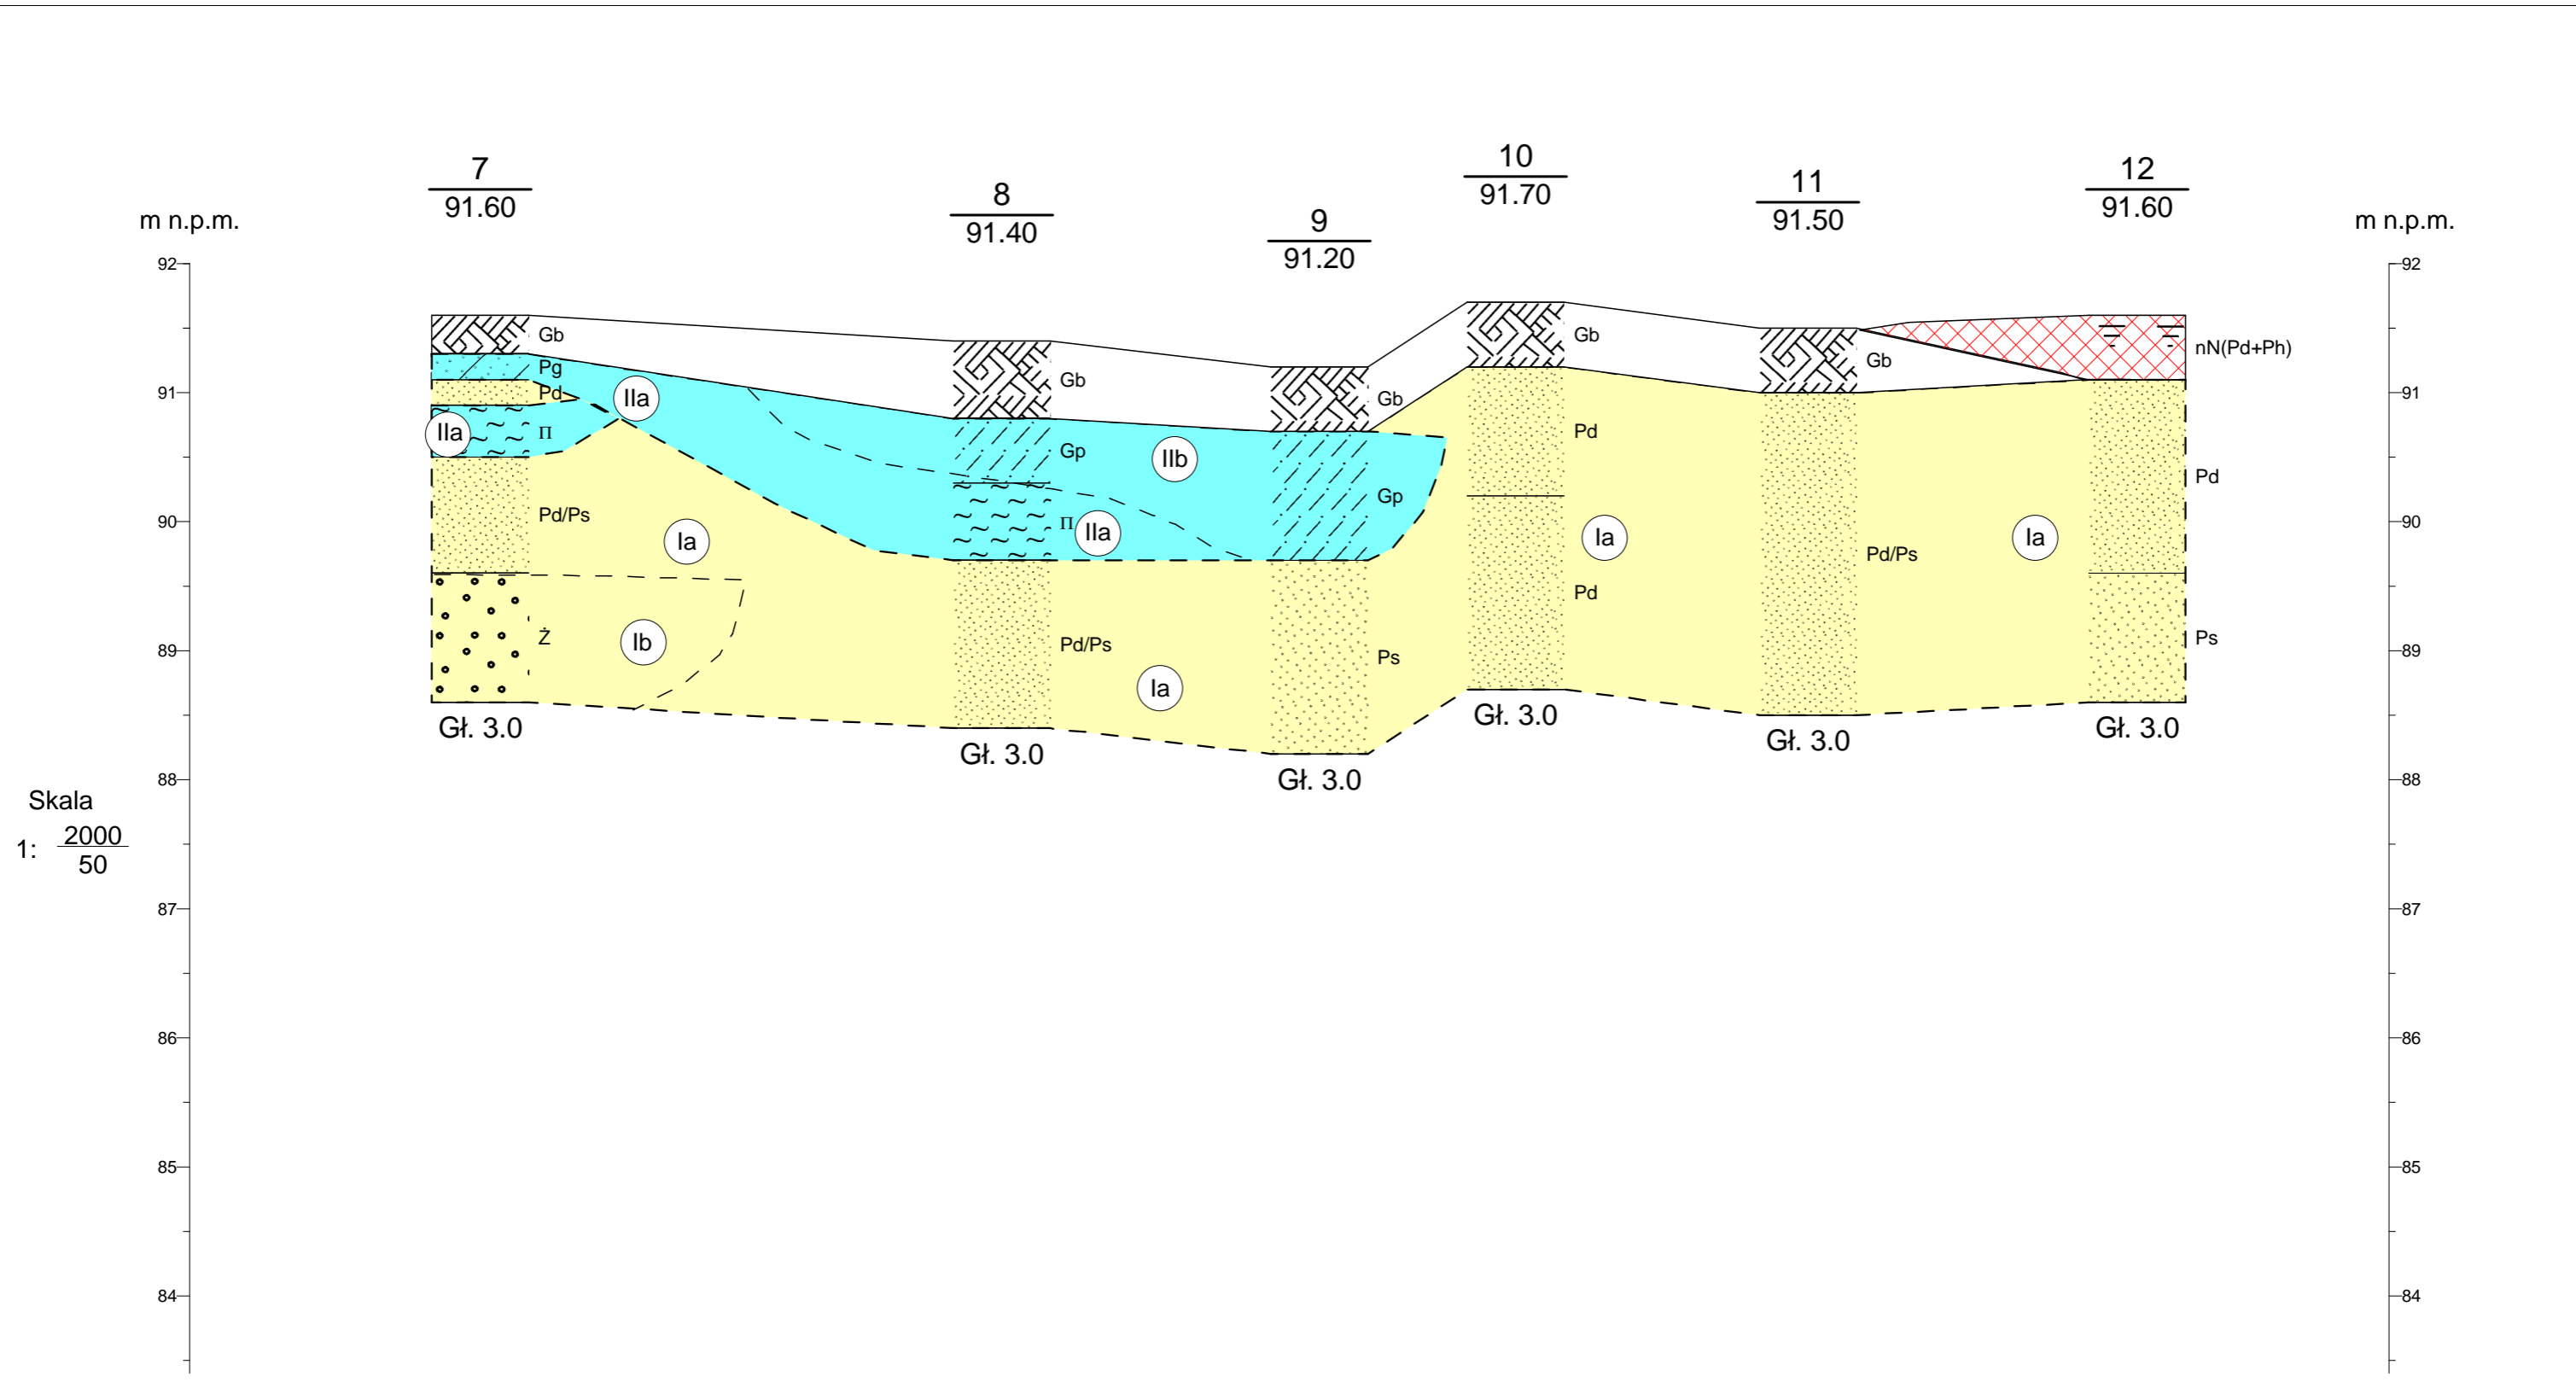 10
7
12
11
8
91.70
91.60
91.60
91.50
9
m n.p.m.
m n.p.m.
91.40
91.20
92
92
Gb
Gb
nN(Pd+Ph)
Gb
Pg
Gb
Gb
91
Pd
IIa
91
IIa
Π
Gp
IIb
Pd
Pd
Gp
90
Pd/Ps
Π
IIa
90
Ia
Ia
Pd/Ps
Ia
Pd
89
Ż
Ib
Pd/Ps
Ps
Ps
89
Ia
Gł. 3.0
Gł. 3.0
Gł. 3.0
Gł. 3.0
Gł. 3.0
Gł. 3.0
88
88
Skala
1: 2000
50
87
87
86
86
85
85
84
84